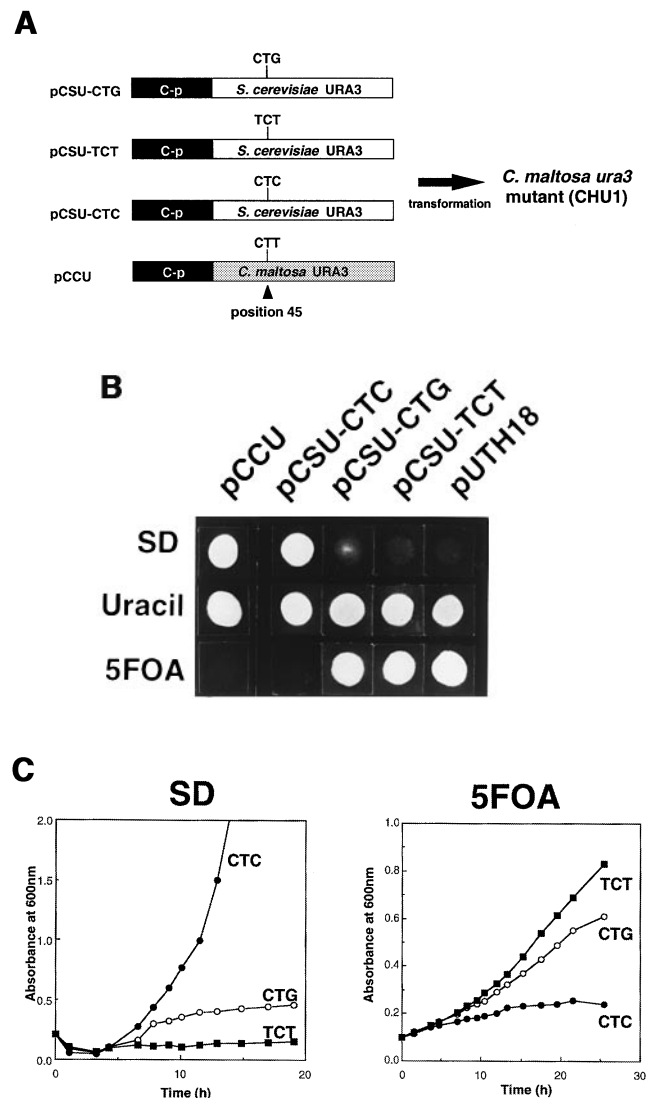 A
CTG
pCSU-CTG C-p S. cerevisiae URA3
TCT
pCSU-TCT C-p S. cerevisiae URA3
CTC
pCSU-CTC C-p S. cerevisiae URA3
CTT
pCCU C-p C. maltosa URA3
position 45
transformation
C. maltosa ura3
mutant (CHU1)
B
pCCU
pCSU-CTC
pCSU-CTG
pCSU-TCT
pUTH18
SD
Uracil
5FOA
C
SD
Absorbance at 600nm
2.0
1.5
1.0
0.5
0.0
0 10 20
Time (h)
CTC
CTG
TCT
5FOA
Absorbance at 600nm
1.0
0.8
0.6
0.4
0.2
0.0
0 10 20 30
Time (h)
TCT
CTG
CTC